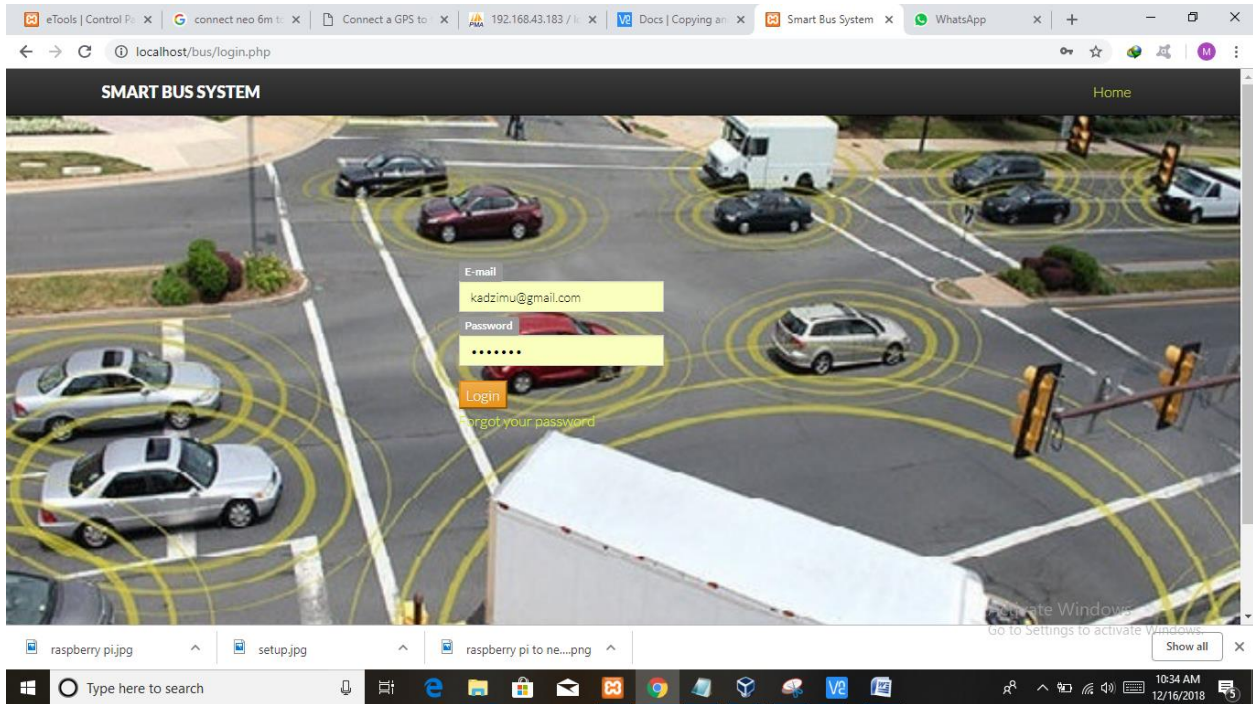 eTools | Control Pa
connect neo 6m to
Connect a GPS to
192.168.43.183 / lo
Docs | Copying an
Smart Bus System
WhatsApp
localhost/bus/login.php
M
SMART BUS SYSTEM
Home
E-mail
kadzimu@gmail.com
Password
•••••••
Login
Forgot your password
Activate Windows
Go to Settings to activate Windows.
raspberry pi.jpg
setup.jpg
raspberry pi to ne....png
Show all
Type here to search
10:34 AM
12/16/2018
5